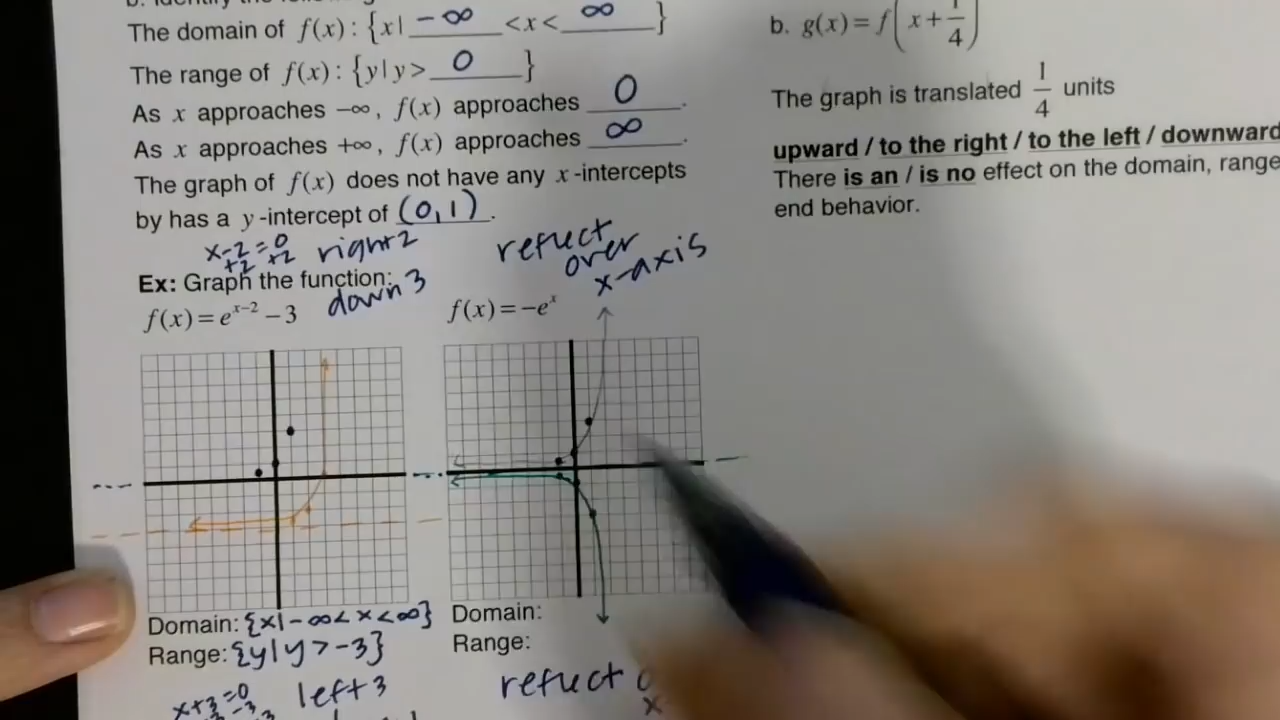 The domain of f(x) : {x| -∞ <x< ∞ }
The range of f(x) : {y|y> 0 }
As x approaches -∞, f(x) approaches 0 .
As x approaches +∞, f(x) approaches ∞ .
The graph of f(x) does not have any x-intercepts
by has a y-intercept of (0,1) .
x-2=0
+2 +2
right 2
Ex: Graph the function:
down 3
f(x)=e^{x-2}-3
reflect
over
x-axis
f(x)=-e^x
Domain: {x|-∞<x<∞}
Range: {y|y>-3}
x+3=0
left 3
Domain:
Range:
reflect
b. g(x)=f(x+1/4)
The graph is translated 1/4 units
upward / to the right / to the left / downward
There is an / is no effect on the domain, range
end behavior.